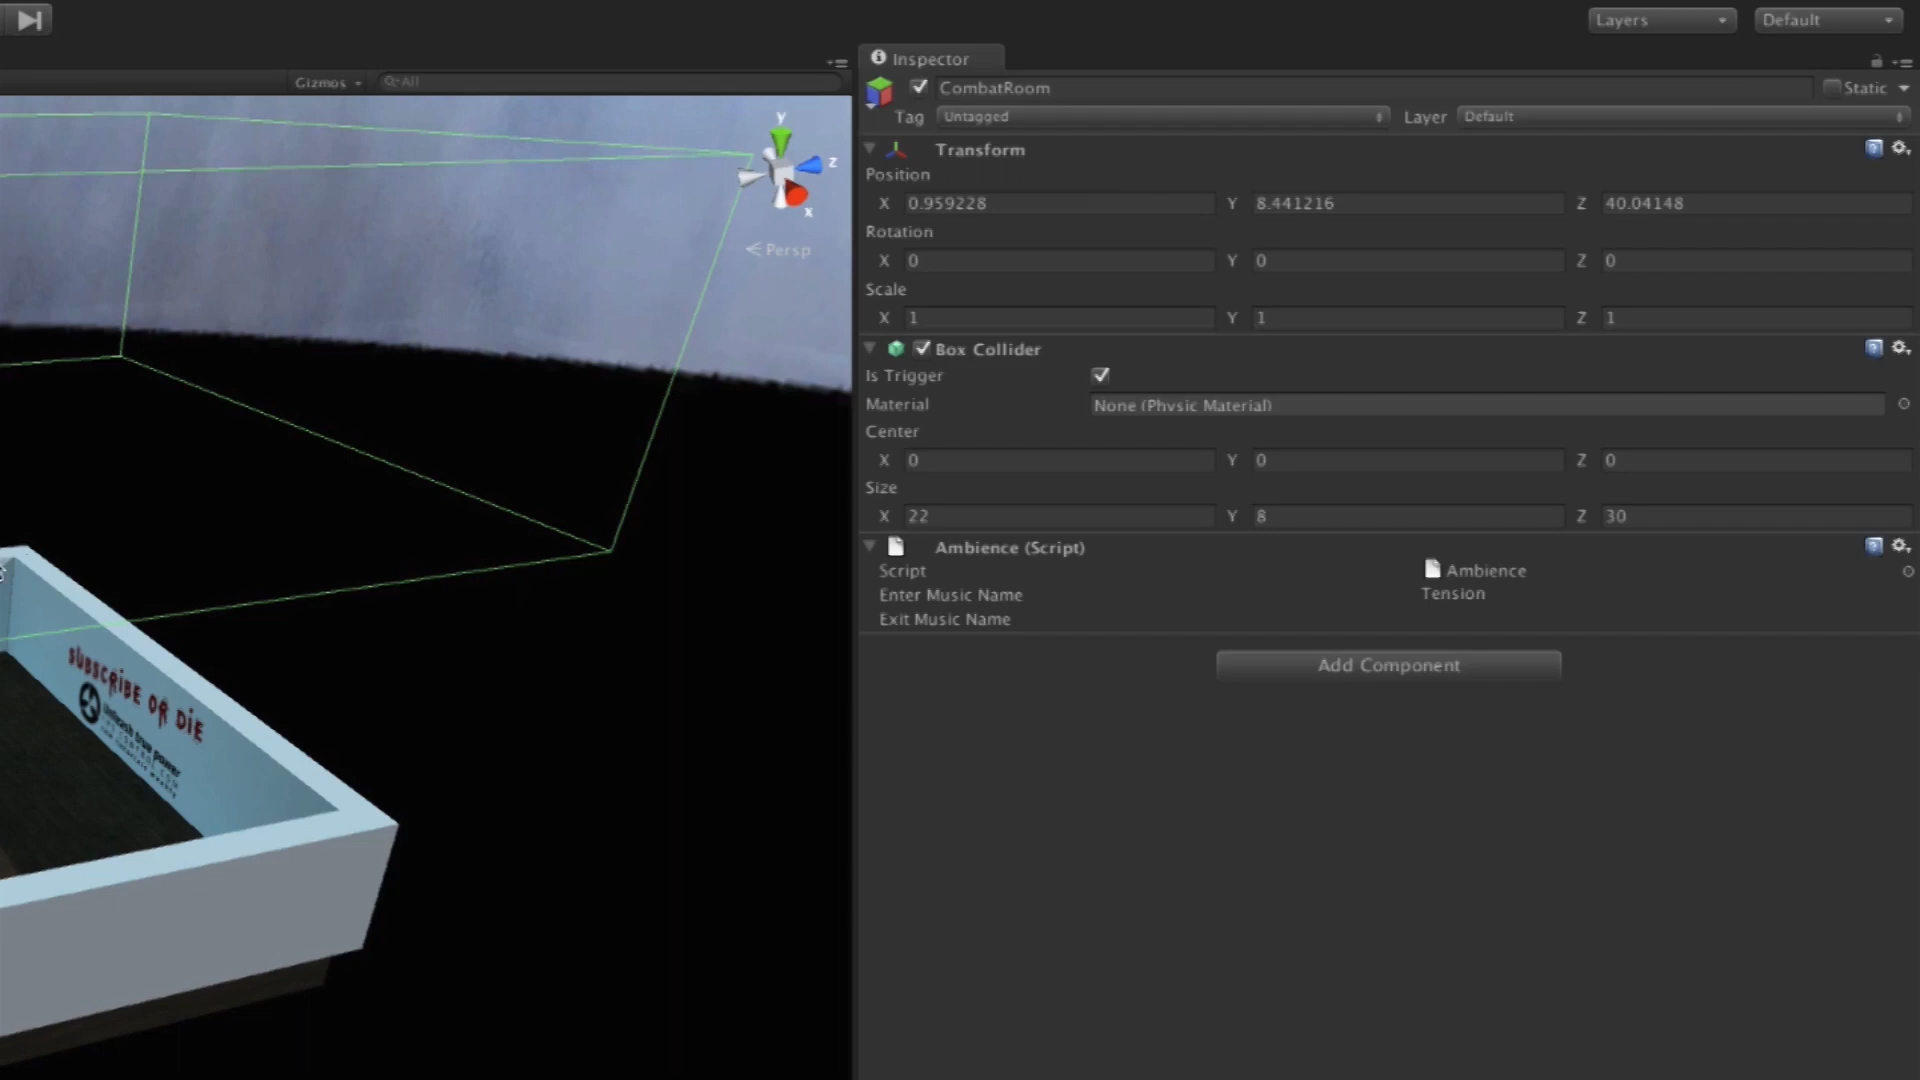 Layers
Default
Gizmos
All
Inspector
CombatRoom
Static
Tag
Untagged
Layer
Default
Transform
Position
X 0.959228 Y 8.441216 Z 40.04148
Rotation
X 0 Y 0 Z 0
Scale
X 1 Y 1 Z 1
Box Collider
Is Trigger
Material None (Physic Material)
Center
X 0 Y 0 Z 0
Size
X 22 Y 8 Z 30
Ambience (Script)
Script Ambience
Enter Music Name Tension
Exit Music Name
Add Component
y
z
x
Persp
SUBSCRIBE OR DIE
Unleash true power